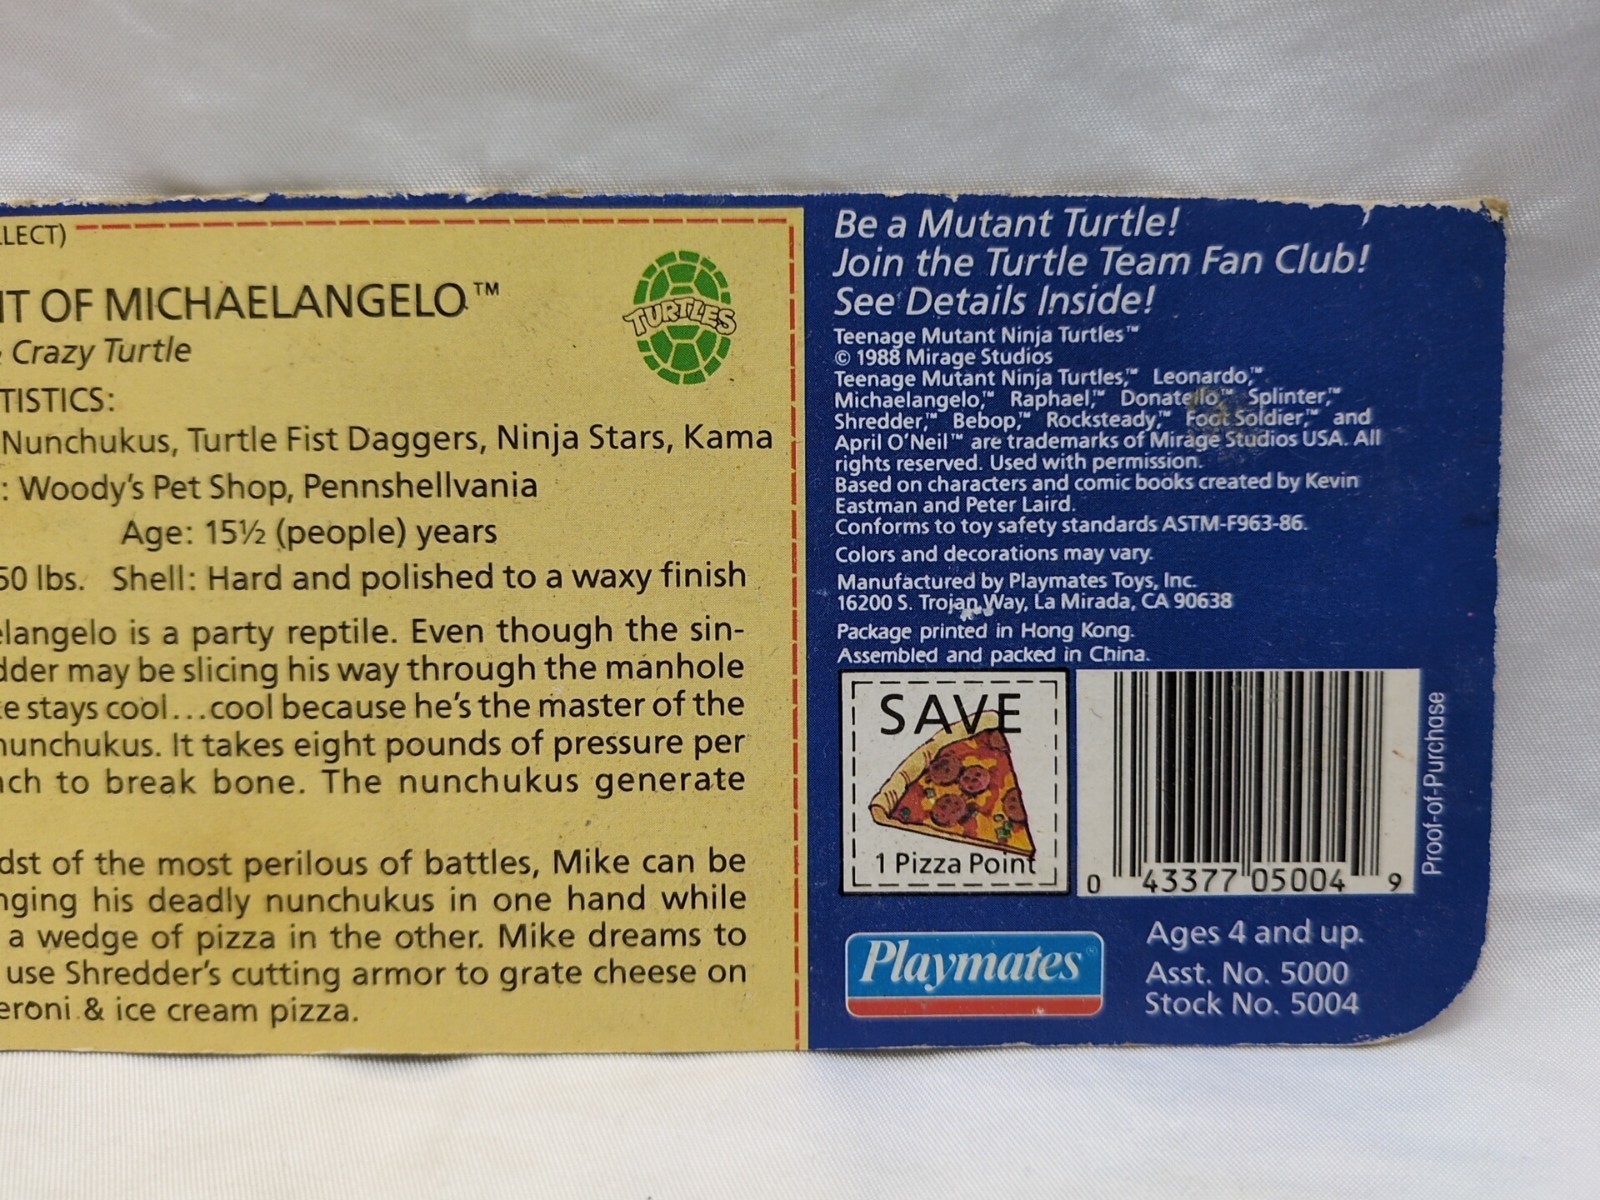 LLECT)
IT OF MICHAELANGELO™
Crazy Turtle
TURTLES
TISTICS:
Nunchukus, Turtle Fist Daggers, Ninja Stars, Kama
: Woody's Pet Shop, Pennshellvania
Age: 15½ (people) years
50 lbs. Shell: Hard and polished to a waxy finish
elangelo is a party reptile. Even though the sin-
dder may be slicing his way through the manhole
e stays cool...cool because he's the master of the
nunchukus. It takes eight pounds of pressure per
nch to break bone. The nunchukus generate
dst of the most perilous of battles, Mike can be
nging his deadly nunchukus in one hand while
a wedge of pizza in the other. Mike dreams to
use Shredder's cutting armor to grate cheese on
eroni & ice cream pizza.
Be a Mutant Turtle!
Join the Turtle Team Fan Club!
See Details Inside!
Teenage Mutant Ninja Turtles™
© 1988 Mirage Studios
Teenage Mutant Ninja Turtles,™ Leonardo,™
Michaelangelo,™ Raphael,™ Donatello,™ Splinter,™
Shredder,™ Bebop,™ Rocksteady,™ Foot Soldier,™ and
April O'Neil™ are trademarks of Mirage Studios USA. All
rights reserved. Used with permission.
Based on characters and comic books created by Kevin
Eastman and Peter Laird.
Conforms to toy safety standards ASTM-F963-86.
Colors and decorations may vary.
Manufactured by Playmates Toys, Inc.
16200 S. Trojan Way, La Mirada, CA 90638
Package printed in Hong Kong.
Assembled and packed in China.
SAVE
1 Pizza Point
0 43377 05004 9
Proof-of-Purchase
Playmates®
Ages 4 and up.
Asst. No. 5000
Stock No. 5004